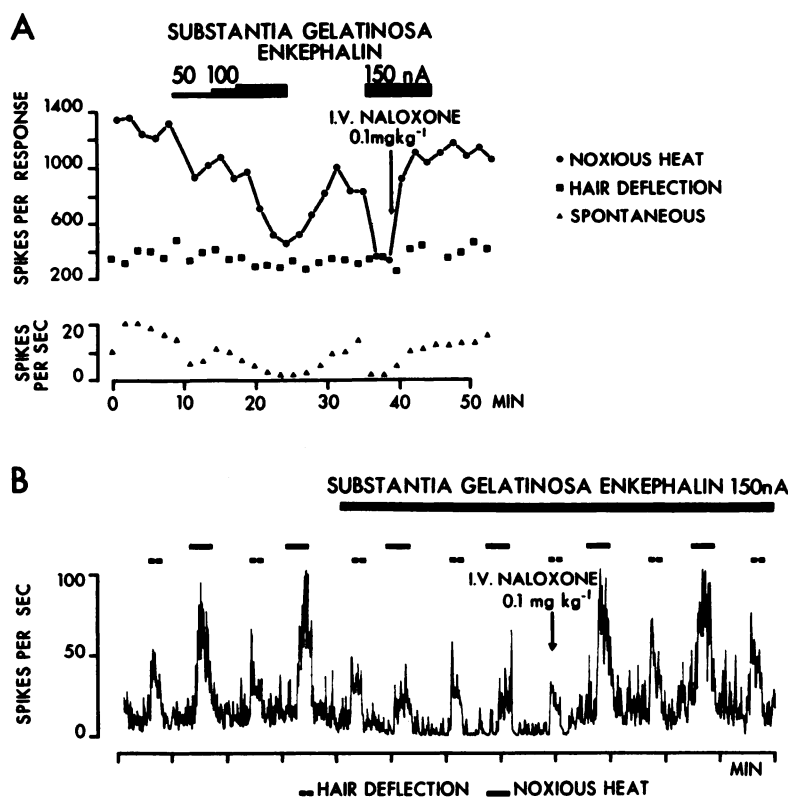 A
SUBSTANTIA GELATINOSA
ENKEPHALIN
50 100
150 nA
I.V. NALOXONE
0.1mgkg⁻¹
SPIKES PER RESPONSE
1400
1000
600
200
NOXIOUS HEAT
HAIR DEFLECTION
SPONTANEOUS
SPIKES
PER SEC
20
0
0 10 20 30 40 50 MIN
B
SUBSTANTIA GELATINOSA ENKEPHALIN 150nA
I.V. NALOXONE
0.1 mg kg⁻¹
SPIKES PER SEC
100
50
0
MIN
HAIR DEFLECTION NOXIOUS HEAT